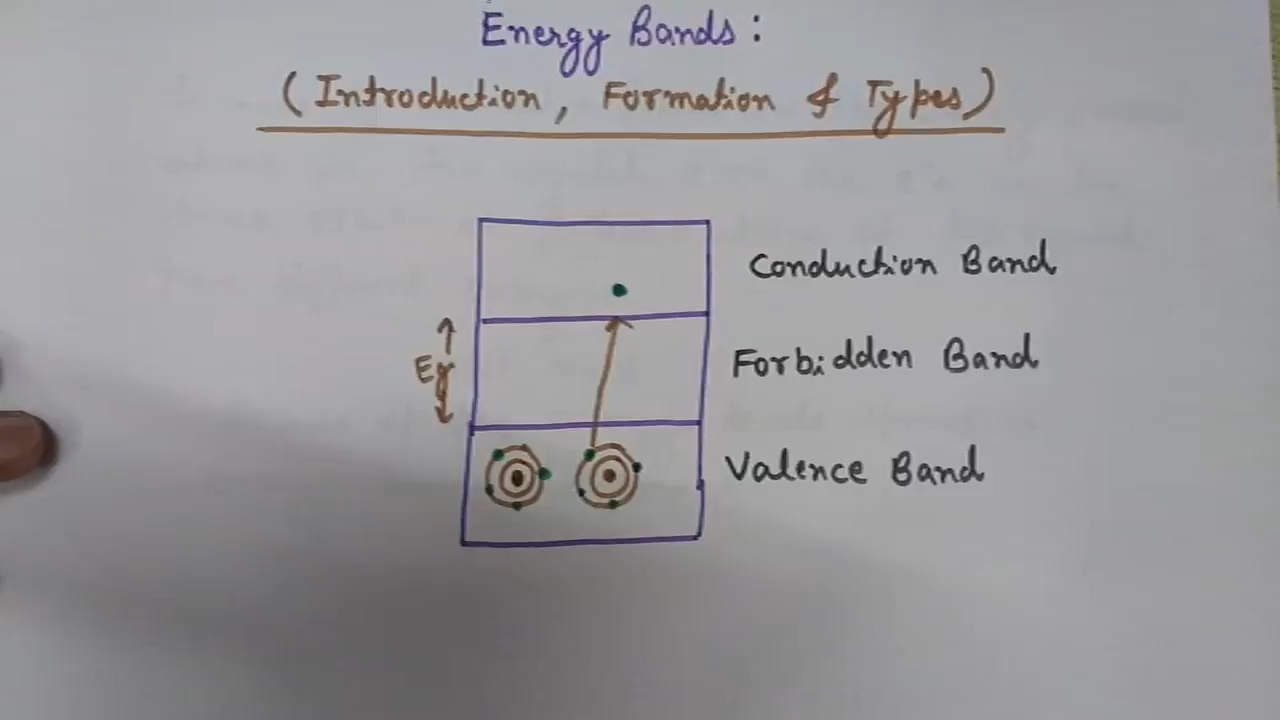 Energy Bands:
(Introduction, Formation & Types)
Conduction Band
Eg
Forbidden Band
Valence Band